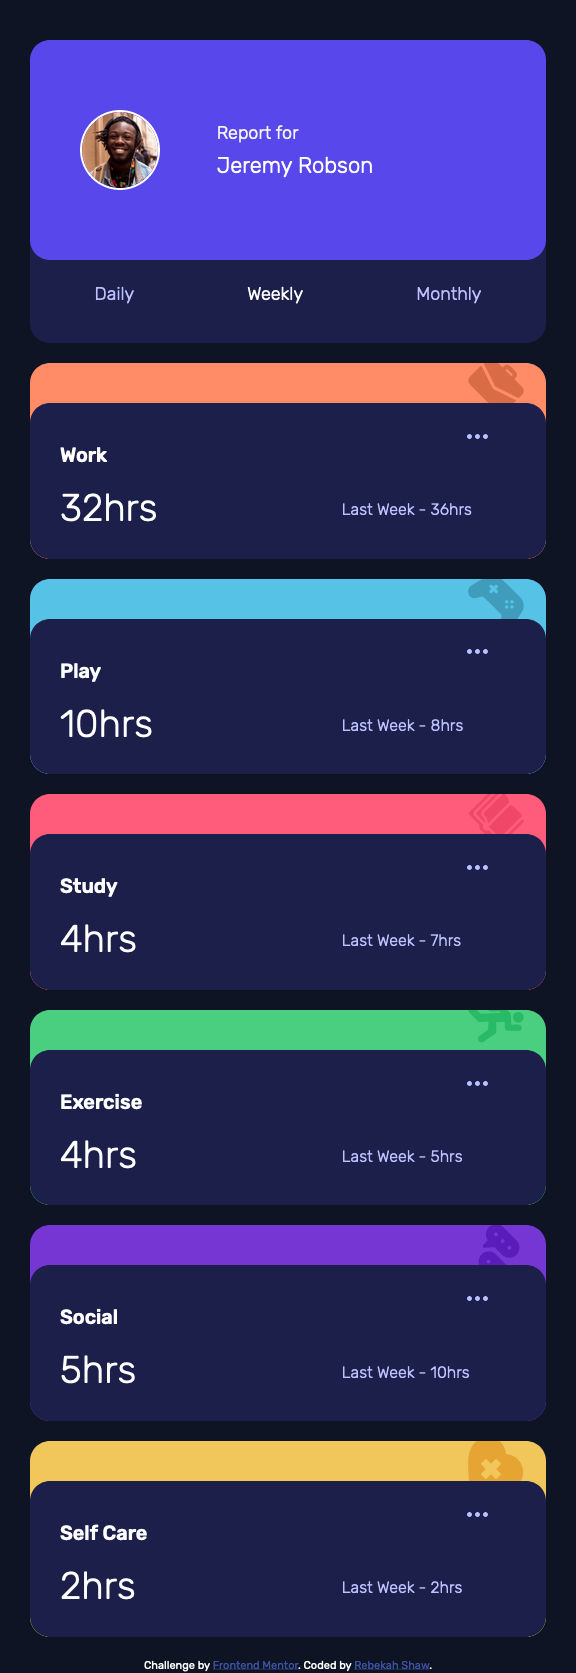 Report for
Jeremy Robson
Daily Weekly Monthly
Work
32hrs Last Week - 36hrs
Play
10hrs Last Week - 8hrs
Study
4hrs Last Week - 7hrs
Exercise
4hrs Last Week - 5hrs
Social
5hrs Last Week - 10hrs
Self Care
2hrs Last Week - 2hrs
Challenge by Frontend Mentor. Coded by Rebekah Shaw.